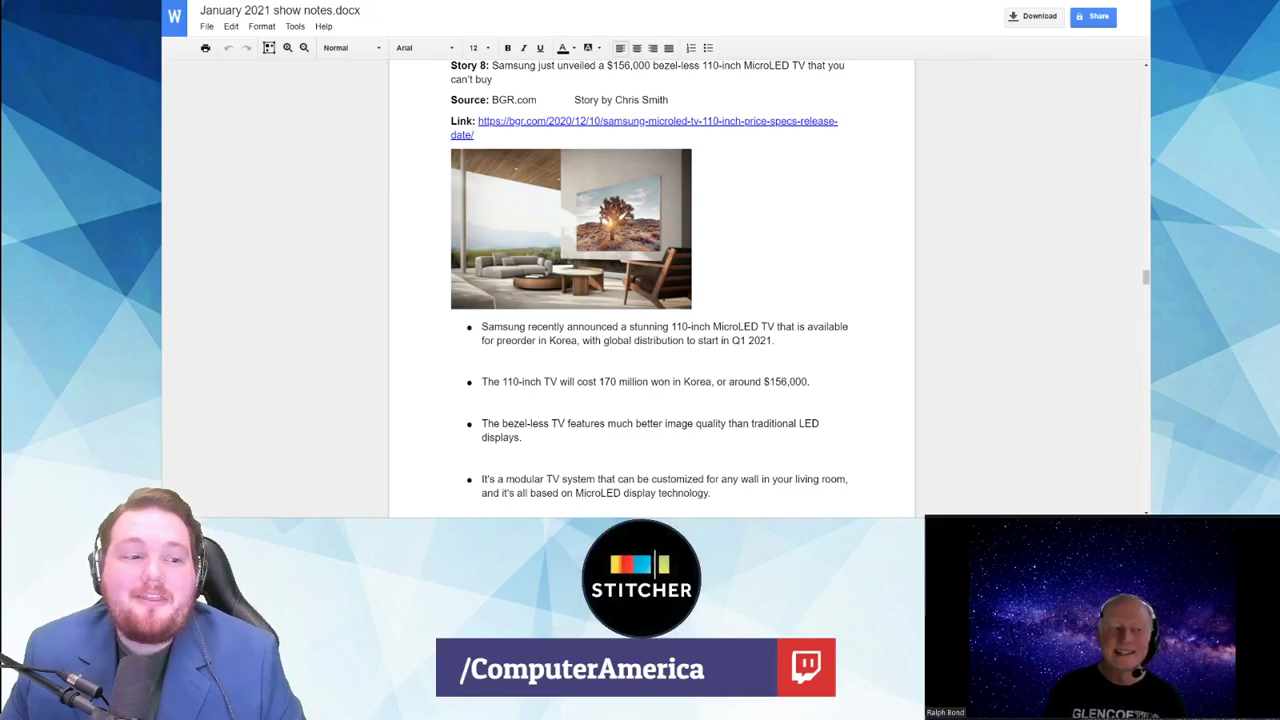 W
January 2021 show notes.docx
File Edit Format Tools Help
Download
Share
Normal
Arial
12
B I U A A
Story 8: Samsung just unveiled a $156,000 bezel-less 110-inch MicroLED TV that you
can't buy
Source: BGR.com Story by Chris Smith
Link: https://bgr.com/2020/12/10/samsung-microled-tv-110-inch-price-specs-release-
date/
● Samsung recently announced a stunning 110-inch MicroLED TV that is available
for preorder in Korea, with global distribution to start in Q1 2021.
● The 110-inch TV will cost 170 million won in Korea, or around $156,000.
● The bezel-less TV features much better image quality than traditional LED
displays.
● It's a modular TV system that can be customized for any wall in your living room,
and it's all based on MicroLED display technology.
STITCHER
/ComputerAmerica
Ralph Bond